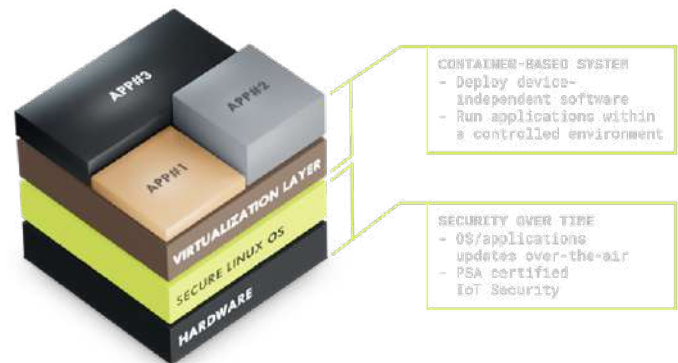 APP#3
APP#2
APP#1
VIRTUALIZATION LAYER
SECURE LINUX OS
HARDWARE
CONTAINER-BASED SYSTEM
- Deploy device-
independent software
- Run applications within
a controlled environment
SECURITY OVER TIME
- OS/applications
updates over-the-air
- PSA certified
IoT Security